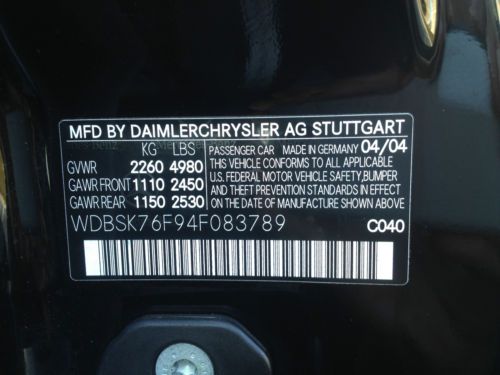 MFD BY DAIMLERCHRYSLER AG STUTTGART
KG LBS PASSENGER CAR MADE IN GERMANY 04/04
GVWR 2260 4980 THIS VEHICLE CONFORMS TO ALL APPLICABLE
U.S. FEDERAL MOTOR VEHICLE SAFETY,BUMPER
GAWR FRONT 1110 2450 AND THEFT PREVENTION STANDARDS IN
GAWR REAR 1150 2530 EFFECT ON THE DATE OF MANUFACTURE
SHOWN ABOVE.
WDBSK76F94F083789 C040